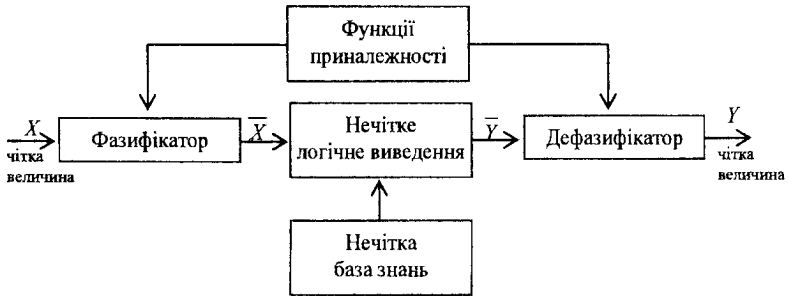 Функції
приналежності
X
чітка
величина
Фазифікатор
X̅
Нечітке
логічне виведення
Y̅
Дефазифікатор
Y
чітка
величина
Нечітка
база знань